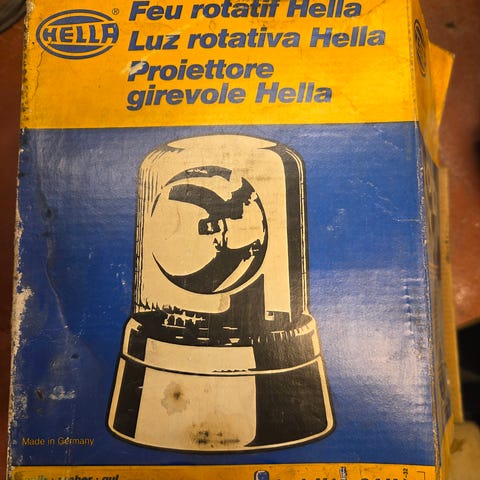 HELLA ®
Feu rotatif Hella
Luz rotativa Hella
Proiettore
girevole Hella
Made in Germany